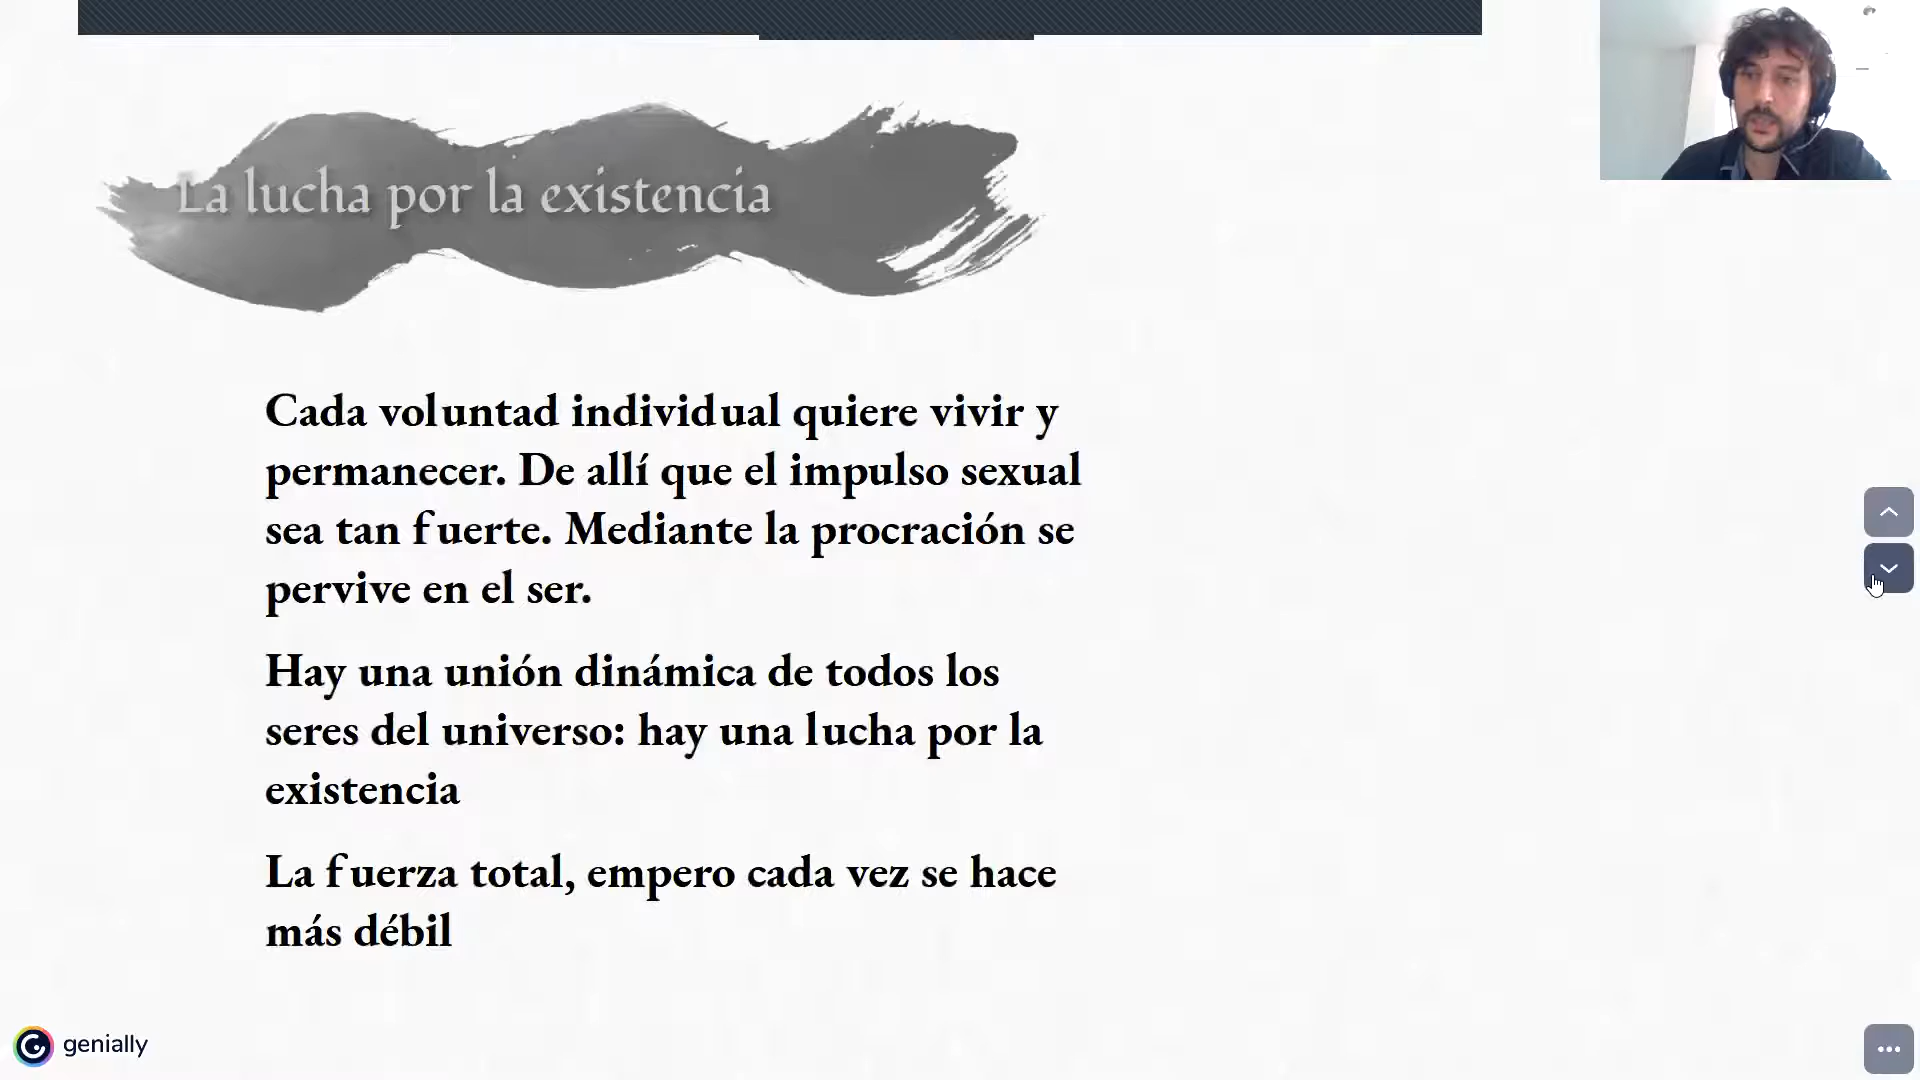 La lucha por la existencia
Cada voluntad individual quiere vivir y
permanecer. De allí que el impulso sexual
sea tan fuerte. Mediante la procración se
pervive en el ser.
Hay una unión dinámica de todos los
seres del universo: hay una lucha por la
existencia
La fuerza total, empero cada vez se hace
más débil
genially